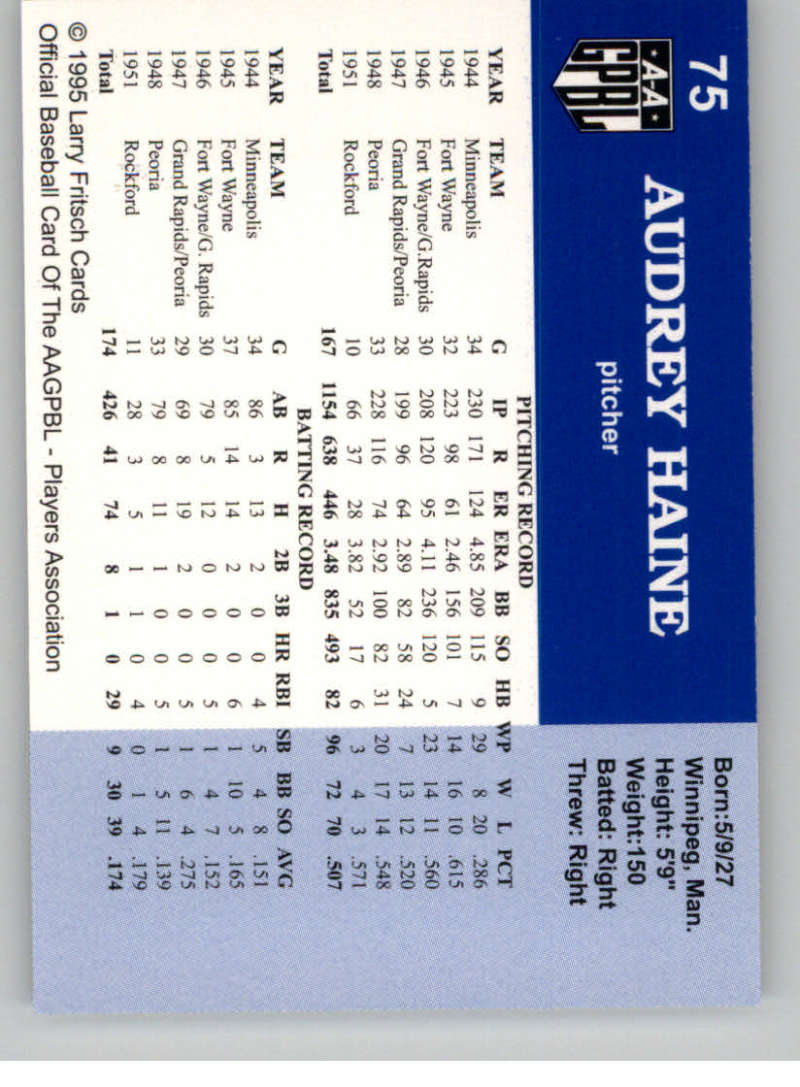 75
AA
GPBL
AUDREY HAINE
pitcher
Born:5/9/27
Winnipeg, Man.
Height: 5'9"
Weight:150
Batted: Right
Threw: Right
PITCHING RECORD
YEAR TEAM G IP R ER ERA BB SO HB WP W L PCT
1944 Minneapolis 34 230 171 124 4.85 209 115 9 29 8 20 .286
1945 Fort Wayne 32 223 98 61 2.46 156 101 7 14 16 10 .615
1946 Fort Wayne/G.Rapids 30 208 120 95 4.11 236 120 5 23 14 11 .560
1947 Grand Rapids/Peoria 28 199 96 64 2.89 82 58 24 7 13 12 .520
1948 Peoria 33 228 116 74 2.92 100 82 31 20 17 14 .548
1951 Rockford 10 66 37 28 3.82 52 17 6 3 4 3 .571
Total 167 1154 638 446 3.48 835 493 82 96 72 70 .507
BATTING RECORD
YEAR TEAM G AB R H 2B 3B HR RBI SB BB SO AVG
1944 Minneapolis 34 86 3 13 2 0 0 4 5 4 8 .151
1945 Fort Wayne 37 85 14 14 2 0 0 6 1 10 5 .165
1946 Fort Wayne/G. Rapids 30 79 5 12 0 0 0 5 1 4 7 .152
1947 Grand Rapids/Peoria 29 69 8 19 2 0 0 5 1 6 4 .275
1948 Peoria 33 79 8 11 1 0 0 5 1 5 11 .139
1951 Rockford 11 28 3 5 1 1 0 4 0 1 4 .179
Total 174 426 41 74 8 1 0 29 9 30 39 .174
© 1995 Larry Fritsch Cards
Official Baseball Card Of The AAGPBL - Players Association